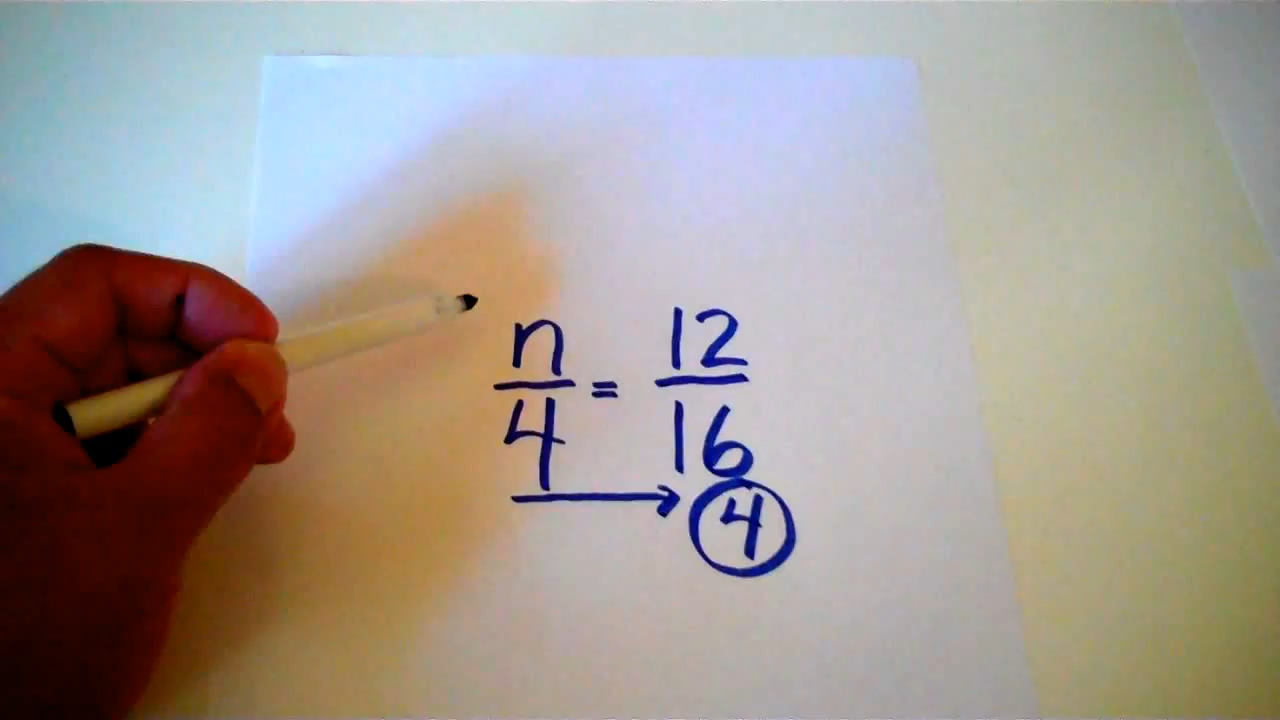 n/4 = 12/16
→ 4